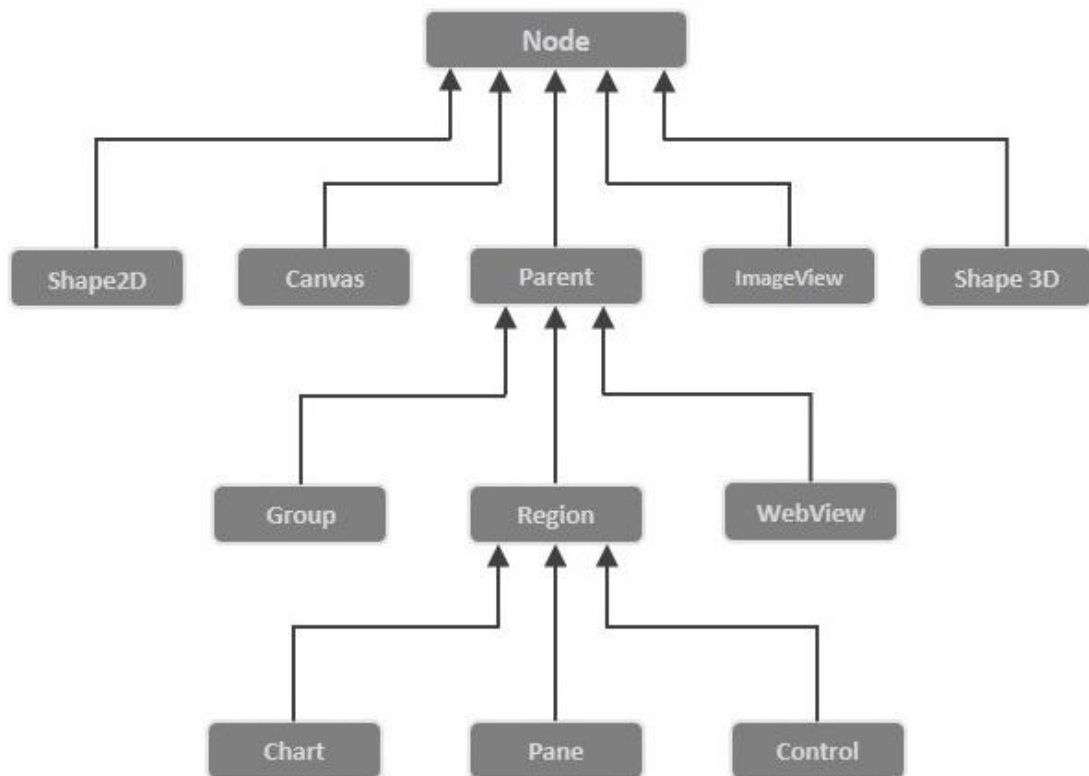 Node
Shape2D
Canvas
Parent
ImageView
Shape 3D
Group
Region
WebView
Chart
Pane
Control